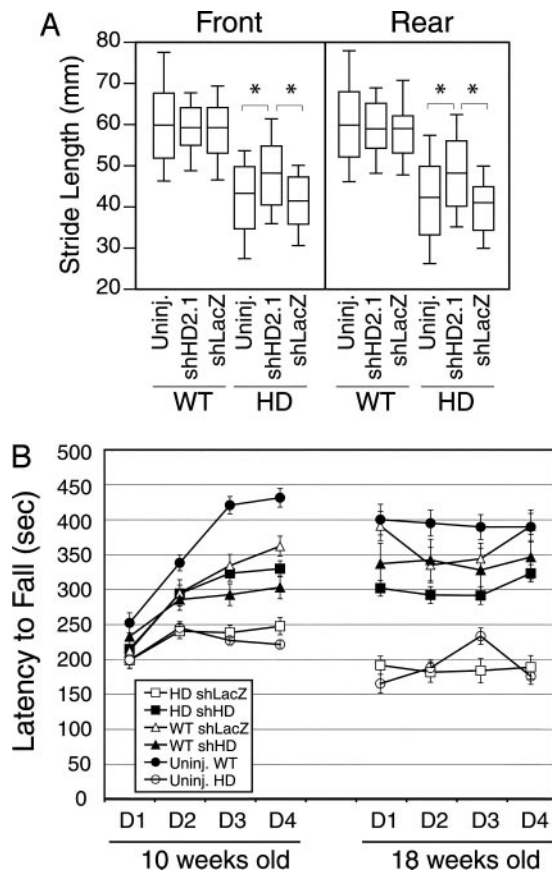 A
Front
Rear
Stride Length (mm)
80
70
60
50
40
30
20
* * * *
Uninj.
shHD2.1
shLacZ
Uninj.
shHD2.1
shLacZ
Uninj.
shHD2.1
shLacZ
Uninj.
shHD2.1
shLacZ
WT HD WT HD
B
Latency to Fall (sec)
500
450
400
350
300
250
200
150
100
50
0
HD shLacZ
HD shHD
WT shLacZ
WT shHD
Uninj. WT
Uninj. HD
D1 D2 D3 D4 D1 D2 D3 D4
10 weeks old 18 weeks old